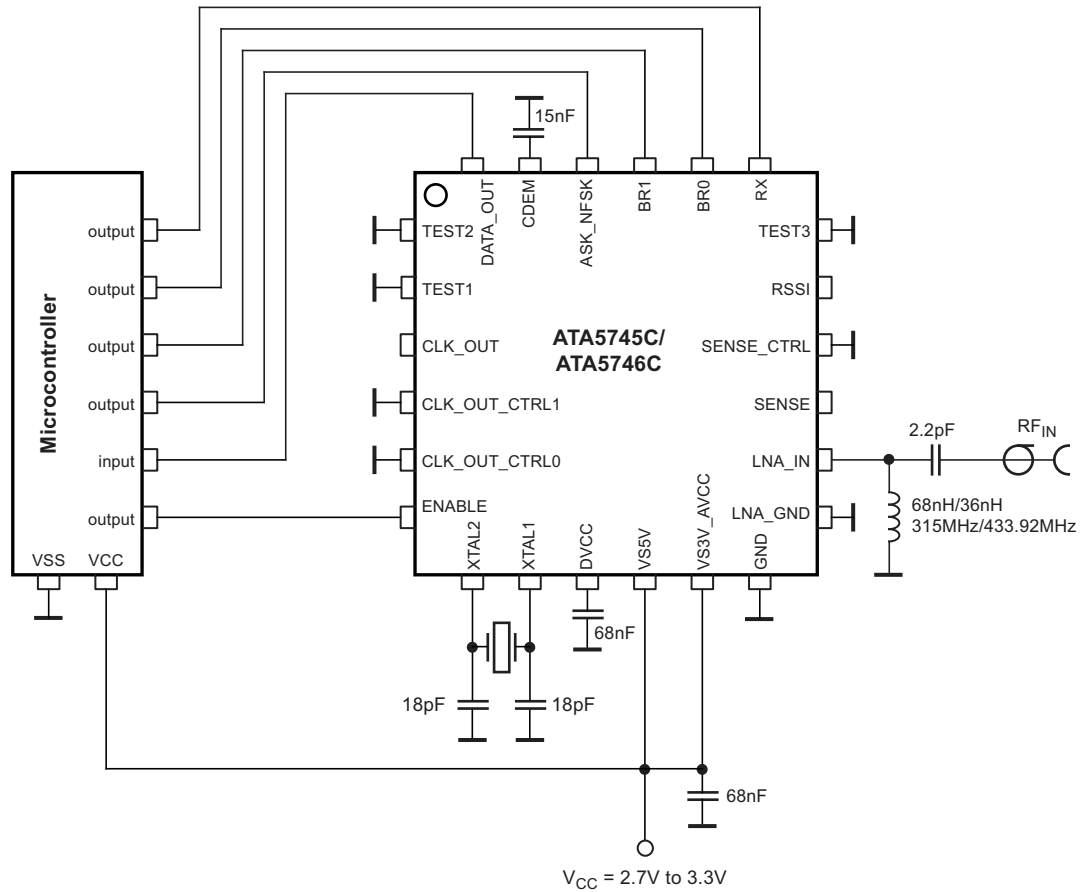 15nF
Microcontroller
output
output
output
output
input
output
VSS
VCC
DATA_OUT
CDEM
ASK_NFSK
BR1
BR0
RX
TEST2
TEST1
CLK_OUT
CLK_OUT_CTRL1
CLK_OUT_CTRL0
ENABLE
ATA5745C/
ATA5746C
TEST3
RSSI
SENSE_CTRL
SENSE
LNA_IN
LNA_GND
XTAL2
XTAL1
DVCC
VS5V
VS3V_AVCC
GND
2.2pF
RFIN
68nH/36nH
315MHz/433.92MHz
68nF
18pF
18pF
68nF
VCC = 2.7V to 3.3V